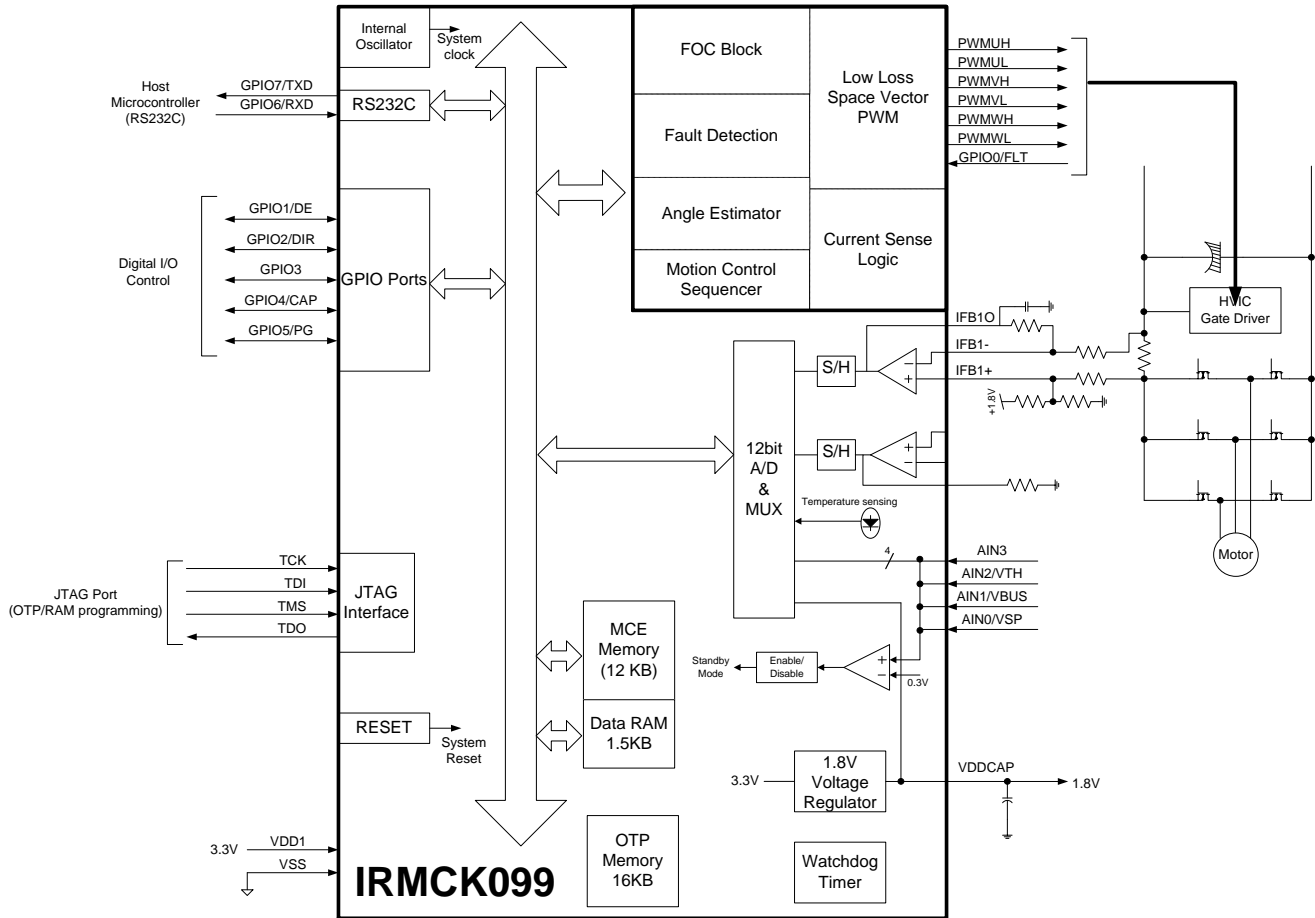 Internal
Oscillator
System
clock
Host
Microcontroller
(RS232C)
GPIO7/TXD
GPIO6/RXD
RS232C
Digital I/O
Control
GPIO1/DE
GPIO2/DIR
GPIO3
GPIO4/CAP
GPIO5/PG
GPIO Ports
JTAG Port
(OTP/RAM programming)
TCK
TDI
TMS
TDO
JTAG
Interface
RESET
System
Reset
3.3V
VDD1
VSS
IRMCK099
FOC Block
Fault Detection
Angle Estimator
Motion Control
Sequencer
Low Loss
Space Vector
PWM
Current Sense
Logic
PWMUH
PWMUL
PWMVH
PWMVL
PWMWH
PWMWL
GPIO0/FLT
HVIC
Gate Driver
IFB1O
IFB1-
IFB1+
+1.8V
S/H
-
+
S/H
+
-
12bit
A/D
&
MUX
Temperature sensing
4
AIN3
AIN2/VTH
AIN1/VBUS
AIN0/VSP
Motor
MCE
Memory
(12 KB)
Data RAM
1.5KB
Standby
Mode
Enable/
Disable
+
-
0.3V
3.3V
1.8V
Voltage
Regulator
VDDCAP
1.8V
OTP
Memory
16KB
Watchdog
Timer